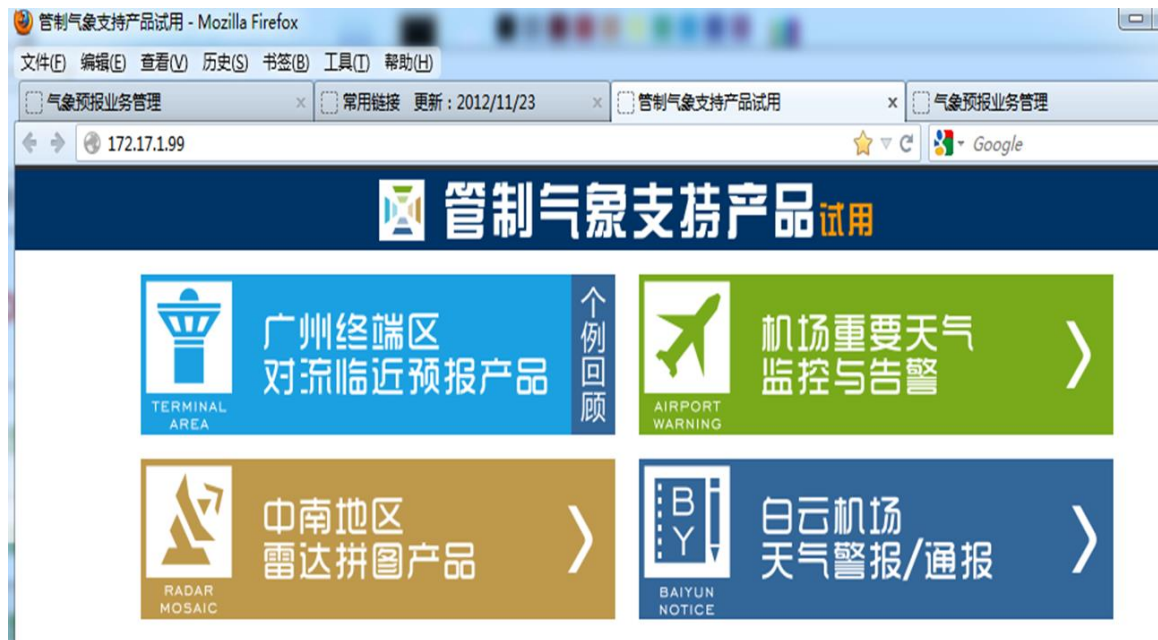 管制气象支持产品试用 - Mozilla Firefox
文件(F) 编辑(E) 查看(V) 历史(S) 书签(B) 工具(T) 帮助(H)
气象预报业务管理
常用链接 更新：2012/11/23
管制气象支持产品试用
气象预报业务管理
172.17.1.99
Google
管制气象支持产品试用
广州终端区
对流临近预报产品
个例回顾
TERMINAL
AREA
机场重要天气
监控与告警
AIRPORT
WARNING
中南地区
雷达拼图产品
RADAR
MOSAIC
BY
白云机场
天气警报/通报
BAIYUN
NOTICE